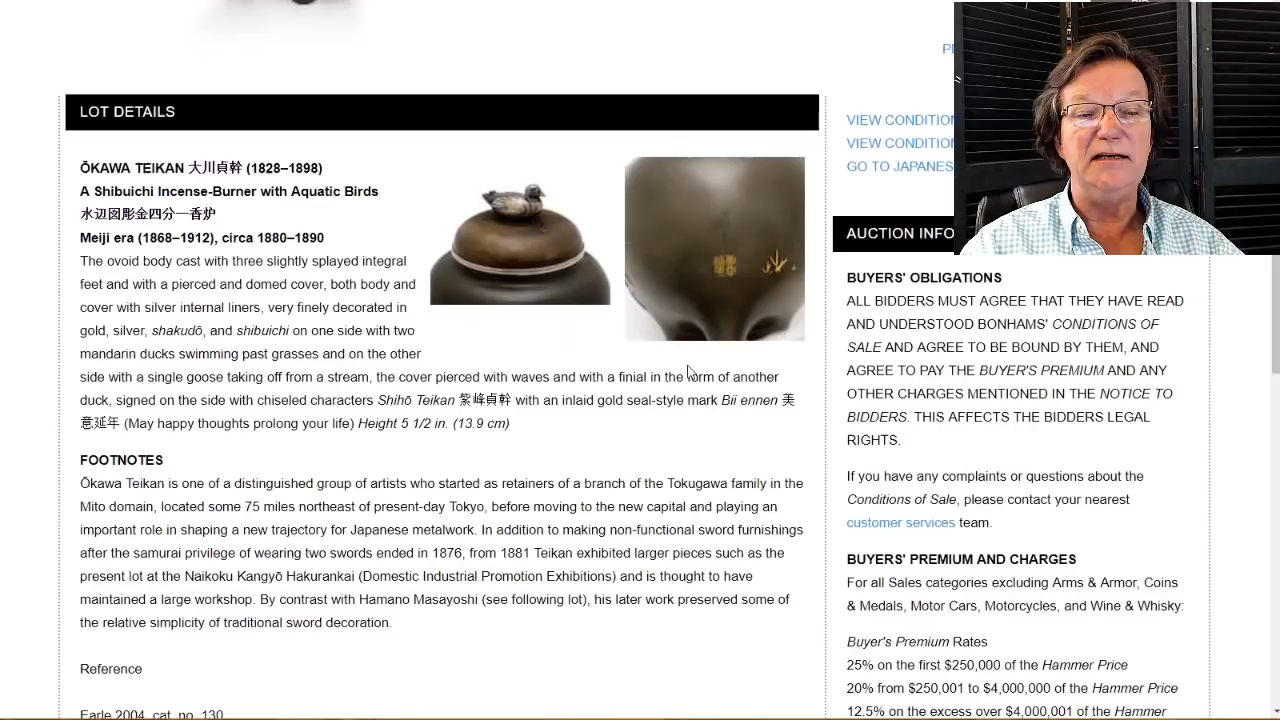 LOT DETAILS
ŌKAWA TEIKAN 大川貞幹 (1828–1898)
A Shibuichi Incense-Burner with Aquatic Birds
水辺図彫金四分一香炉
Meiji era (1868–1912), circa 1880–1890
The ovoid body cast with three slightly splayed integral
feet and with a pierced and domed cover, both body and
cover with silver internal liners, very finely decorated in
gold, silver, shakudō, and shibuichi on one side with two
mandarin ducks swimming past grasses and on the other
side with a single goose taking off from a stream, the cover pierced with waves and with a finial in the form of another
duck, signed on the side with chiseled characters Shihō Teikan 紫峰貞幹 with an inlaid gold seal-style mark Bii ennen 美
意延年 (May happy thoughts prolong your life) Height 5 1/2 in. (13.9 cm)
FOOTNOTES
Ōkawa Teikan is one of a distinguished group of artists who started as retainers of a branch of the Tokugawa family in the
Mito domain, located some 75 miles northeast of present-day Tokyo, before moving to the new capital and playing an
important role in shaping a new trajectory for Japanese metalwork. In addition to making non-functional sword furnishings
after the samurai privilege of wearing two swords ended in 1876, from 1881 Teikan exhibited larger pieces such as the
present lot at the Naikoku Kangyō Hakurankai (Domestic Industrial Promotion Exhibitions) and is thought to have
maintained a large workshop. By contrast with Hamano Masayoshi (see following lot), his later work preserved some of
the relative simplicity of traditional sword decoration.
Reference
Earle 2004, cat. no. 130
VIEW CONDITION
VIEW CONDITION
GO TO JAPANES
AUCTION INFO
BUYERS' OBLIGATIONS
ALL BIDDERS MUST AGREE THAT THEY HAVE READ
AND UNDERSTOOD BONHAMS' CONDITIONS OF
SALE AND AGREE TO BE BOUND BY THEM, AND
AGREE TO PAY THE BUYER'S PREMIUM AND ANY
OTHER CHARGES MENTIONED IN THE NOTICE TO
BIDDERS. THIS AFFECTS THE BIDDERS LEGAL
RIGHTS.
If you have any complaints or questions about the
Conditions of Sale, please contact your nearest
customer services team.
BUYERS' PREMIUM AND CHARGES
For all Sales categories excluding Arms & Armor, Coins
& Medals, Motor Cars, Motorcycles, and Wine & Whisky:
Buyer's Premium Rates
25% on the first $250,000 of the Hammer Price
20% from $250,001 to $4,000,000 of the Hammer Price
12.5% on the excess over $4,000,001 of the Hammer